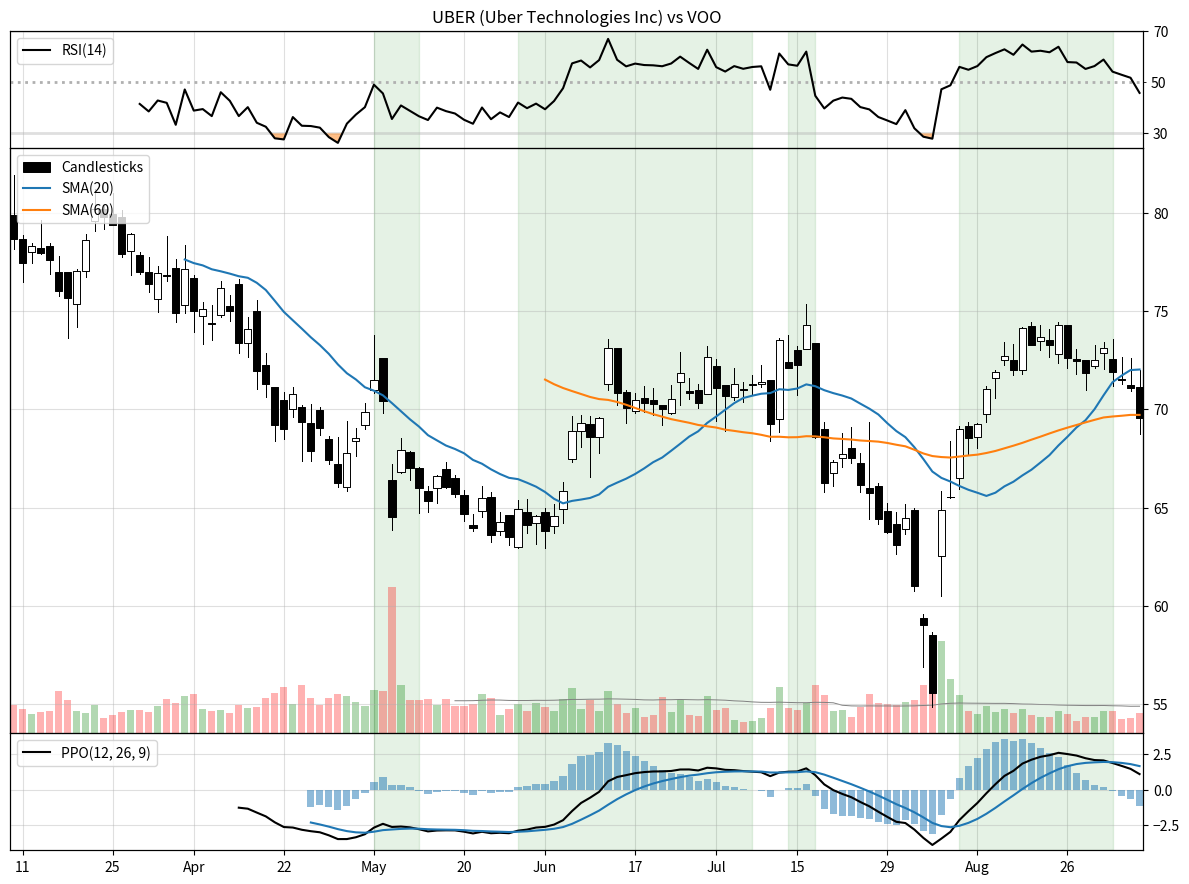 UBER (Uber Technologies Inc) vs VOO
RSI(14)
70
50
30
Candlesticks
SMA(20)
SMA(60)
80
75
70
65
60
55
PPO(12, 26, 9)
2.5
0.0
−2.5
11 25 Apr 22 May 20 Jun 17 Jul 15 29 Aug 26